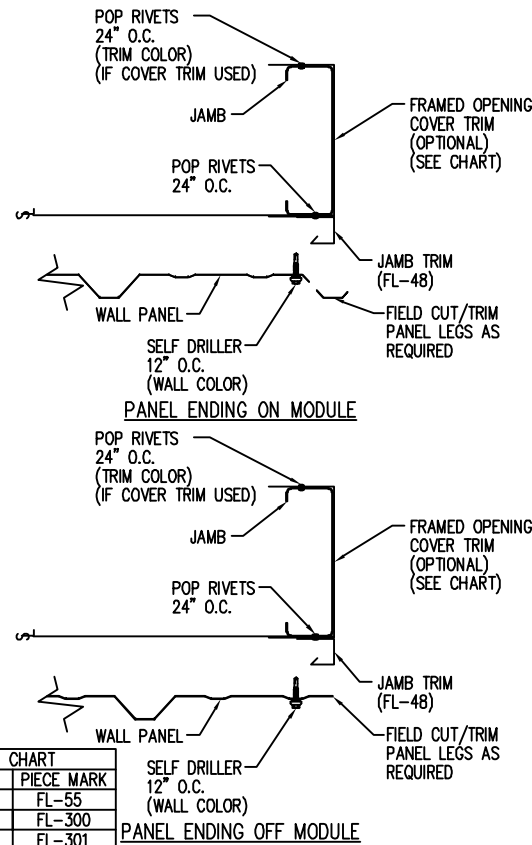 POP RIVETS
24" O.C.
(TRIM COLOR)
(IF COVER TRIM USED)
JAMB
FRAMED OPENING
COVER TRIM
(OPTIONAL)
(SEE CHART)
POP RIVETS
24" O.C.
JAMB TRIM
(FL-48)
WALL PANEL
FIELD CUT/TRIM
PANEL LEGS AS
REQUIRED
SELF DRILLER
12" O.C.
(WALL COLOR)
PANEL ENDING ON MODULE
POP RIVETS
24" O.C.
(TRIM COLOR)
(IF COVER TRIM USED)
JAMB
FRAMED OPENING
COVER TRIM
(OPTIONAL)
(SEE CHART)
POP RIVETS
24" O.C.
JAMB TRIM
(FL-48)
WALL PANEL
FIELD CUT/TRIM
PANEL LEGS AS
REQUIRED
SELF DRILLER
12" O.C.
(WALL COLOR)
CHART
PIECE MARK
FL-55
FL-300
FL-301
PANEL ENDING OFF MODULE